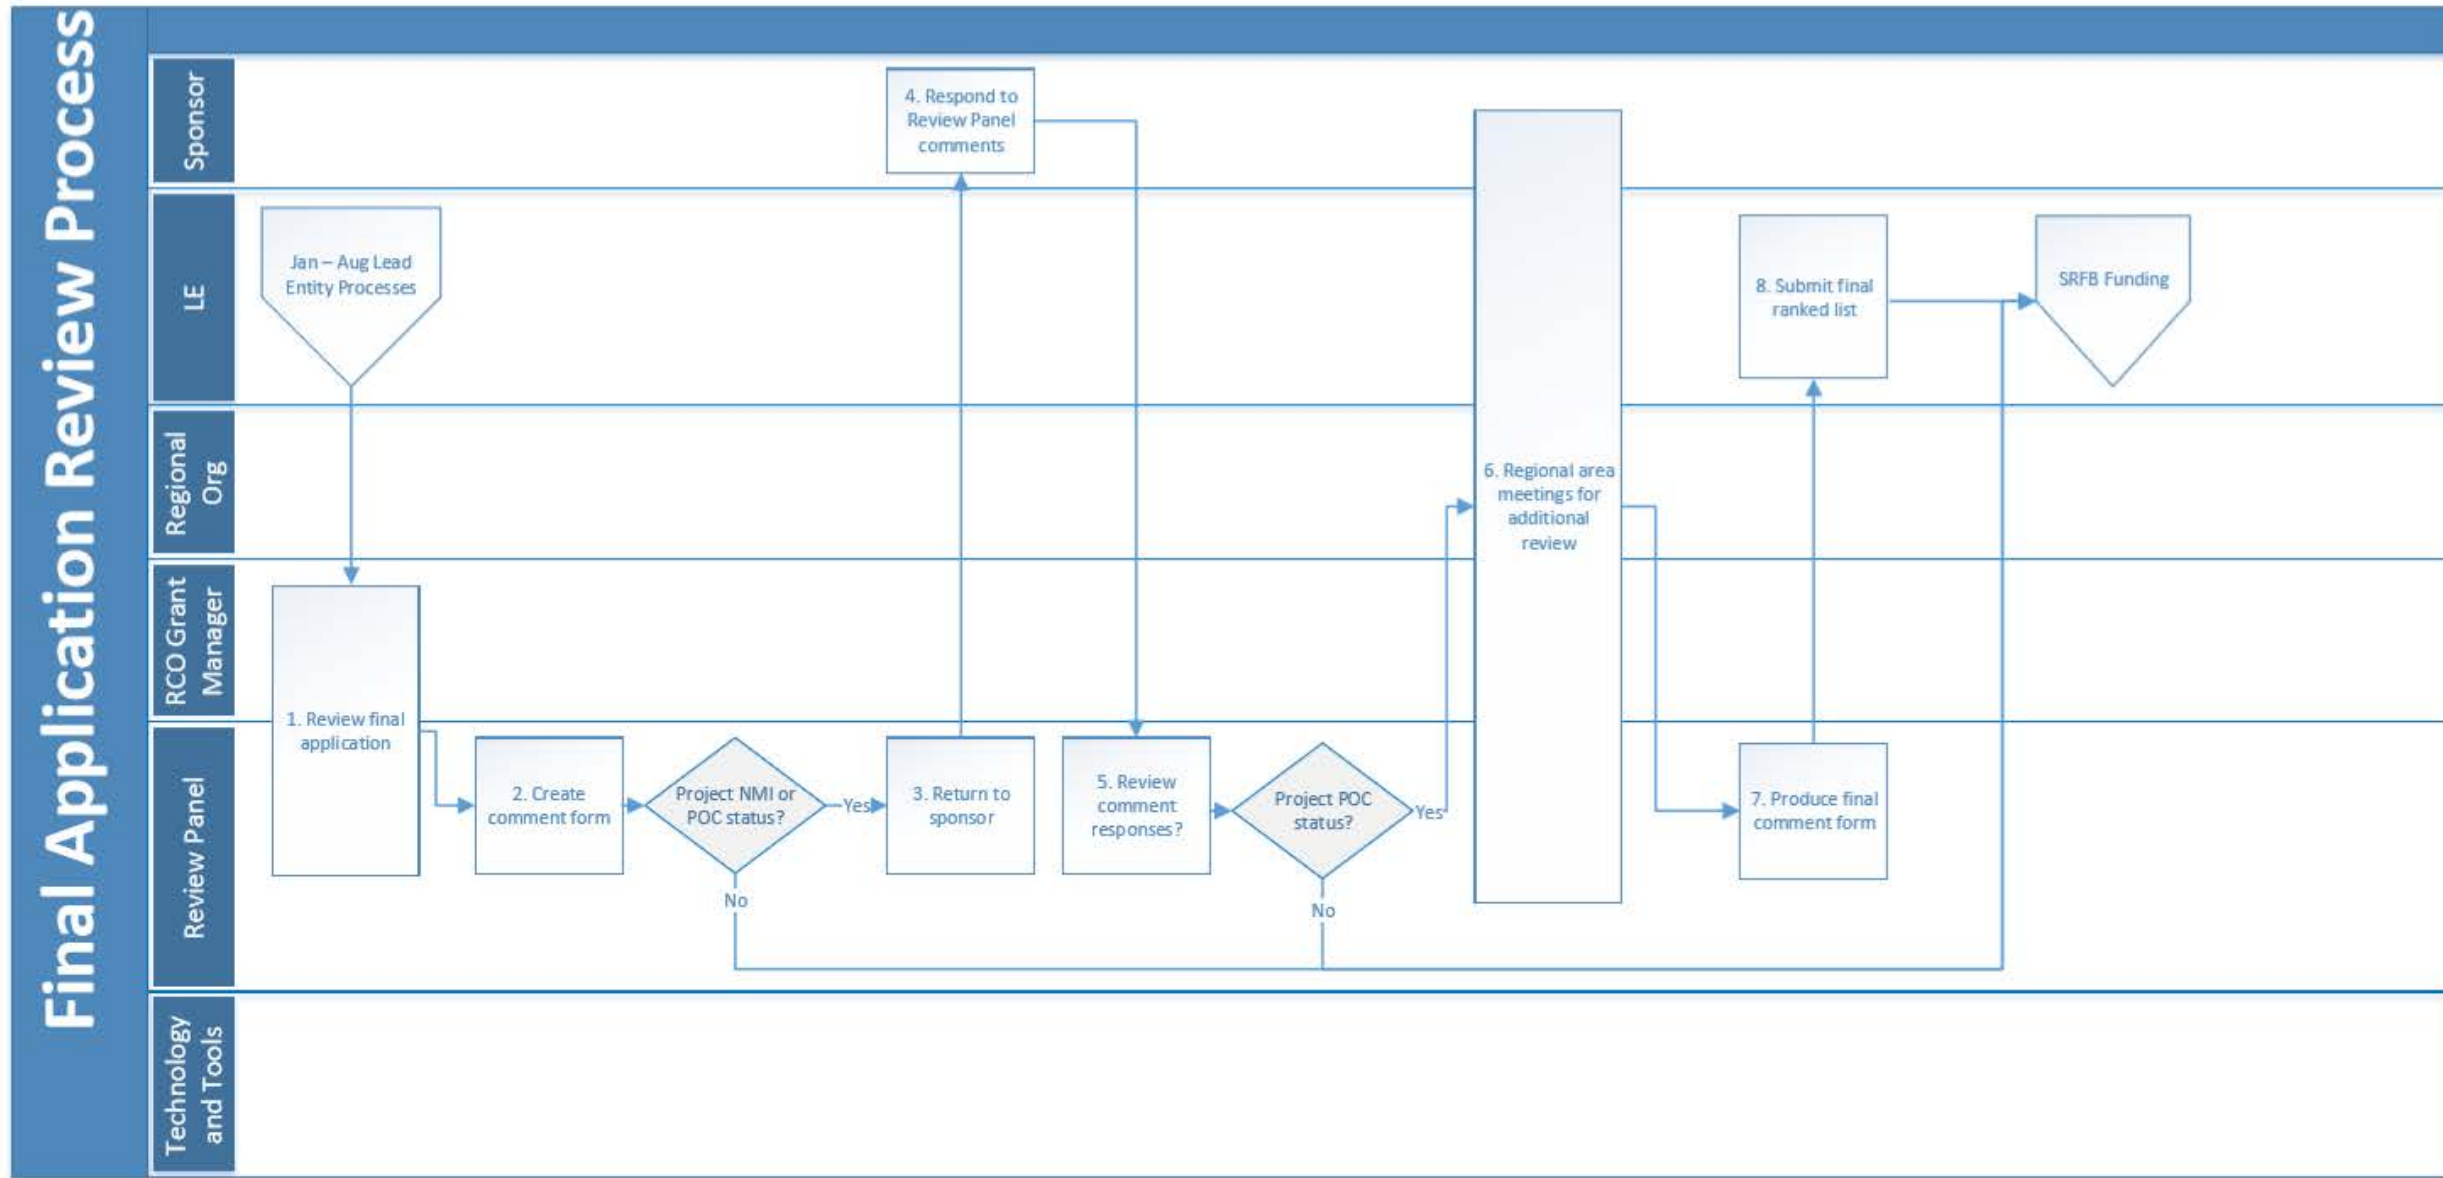 Final Application Review Process
Sponsor
4. Respond to
Review Panel
comments
LE
Jan – Aug Lead
Entity Processes
8. Submit final
ranked list
SRFB Funding
Regional
Org
6. Regional area
meetings for
additional
review
RCO Grant
Manager
1. Review final
application
Review Panel
2. Create
comment form
Project NMI or
POC status?
Yes
No
3. Return to
sponsor
5. Review
comment
responses?
Project POC
status?
Yes
No
7. Produce final
comment form
Technology
and Tools